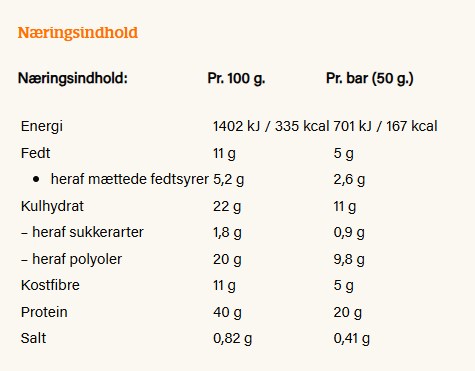 Næringsindhold
Næringsindhold: Pr. 100 g. Pr. bar (50 g.)
Energi 1402 kJ / 335 kcal 701 kJ / 167 kcal
Fedt 11 g 5 g
• heraf mættede fedtsyrer 5,2 g 2,6 g
Kulhydrat 22 g 11 g
– heraf sukkerarter 1,8 g 0,9 g
– heraf polyoler 20 g 9,8 g
Kostfibre 11 g 5 g
Protein 40 g 20 g
Salt 0,82 g 0,41 g